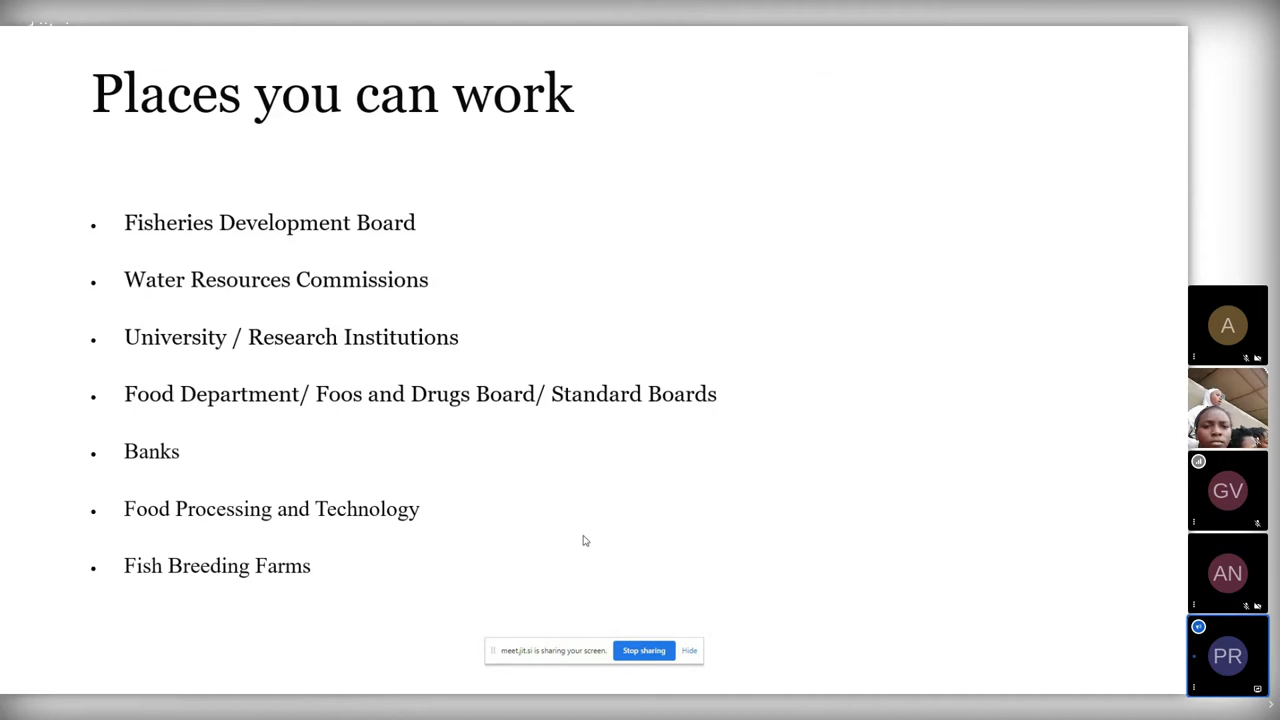 Places you can work
• Fisheries Development Board
• Water Resources Commissions
• University / Research Institutions
• Food Department/ Foos and Drugs Board/ Standard Boards
• Banks
• Food Processing and Technology
• Fish Breeding Farms
meet.jit.si is sharing your screen. Stop sharing Hide
A
GV
AN
PR